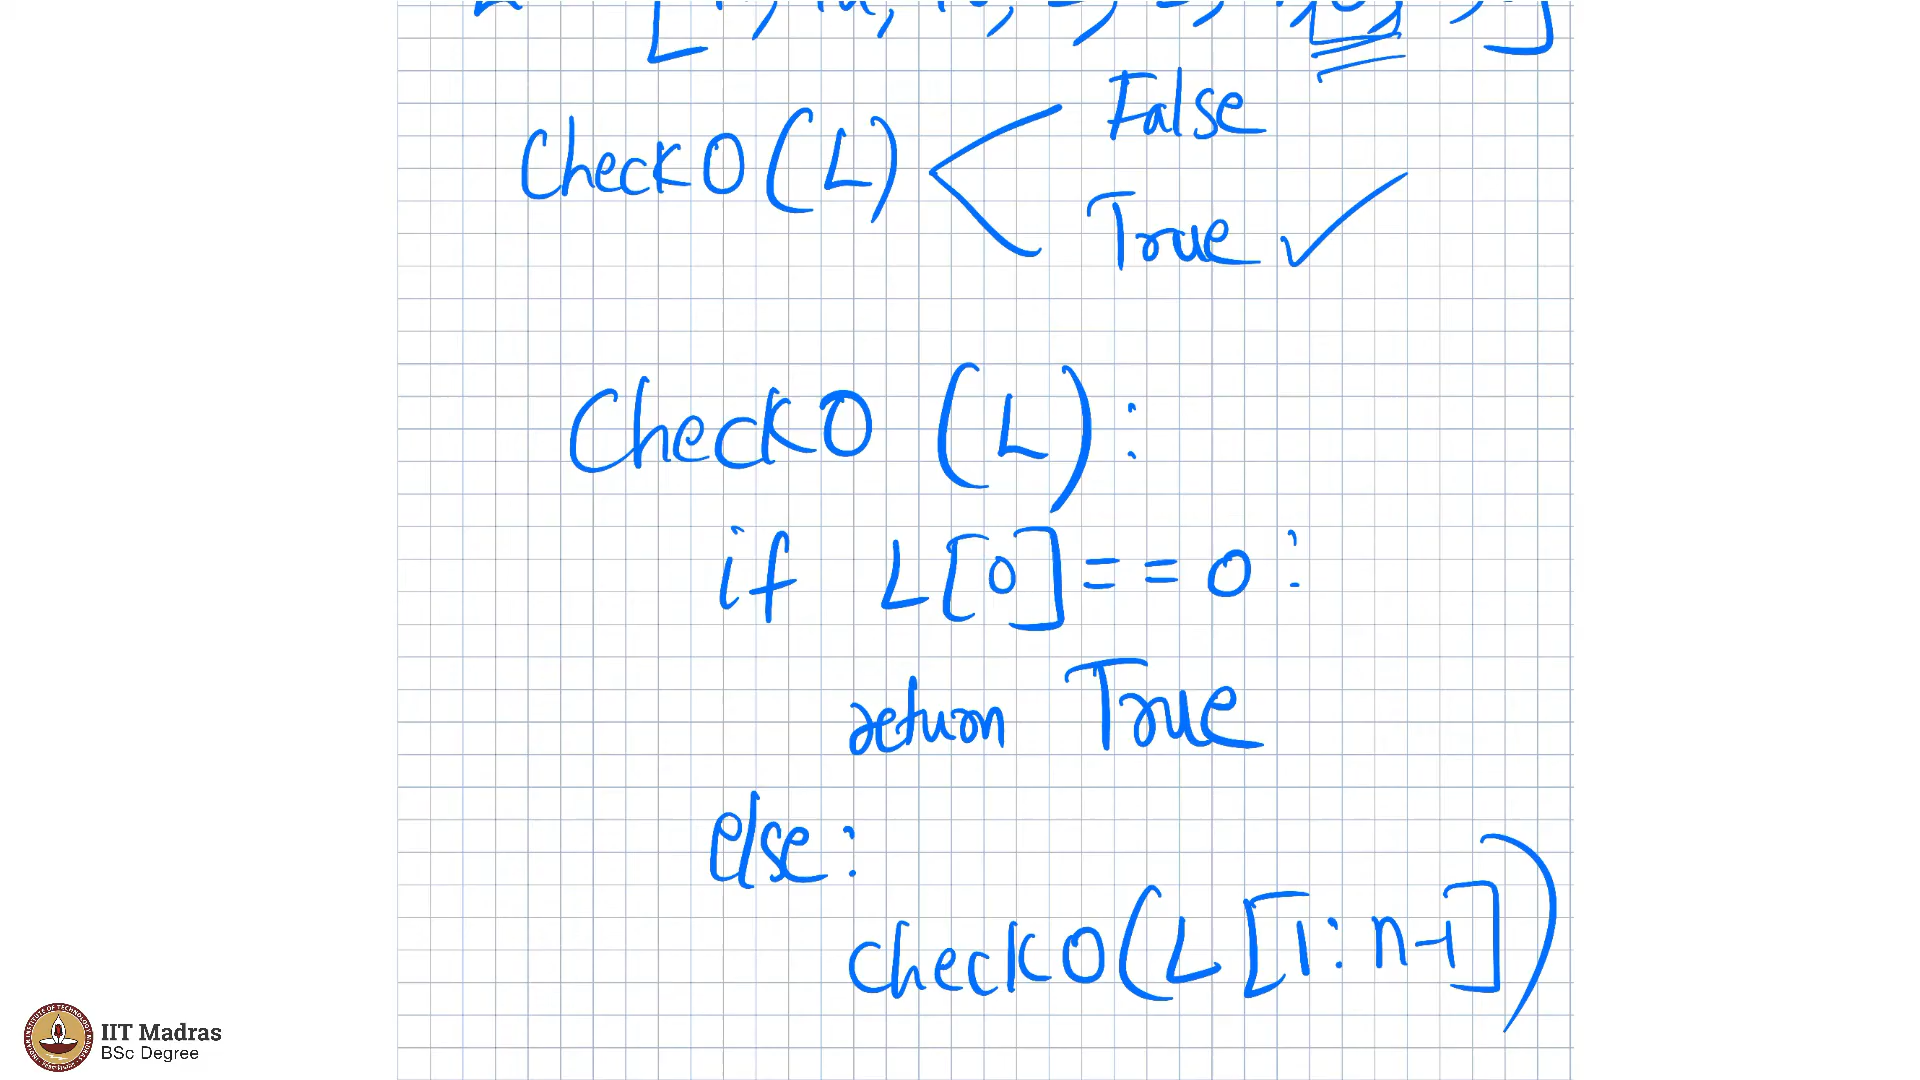 Check0 (L)
False
True ✓
Check0 (L):
if L[0] == 0:
return True
else:
check0(L[1:n-1])
IIT Madras
BSc Degree